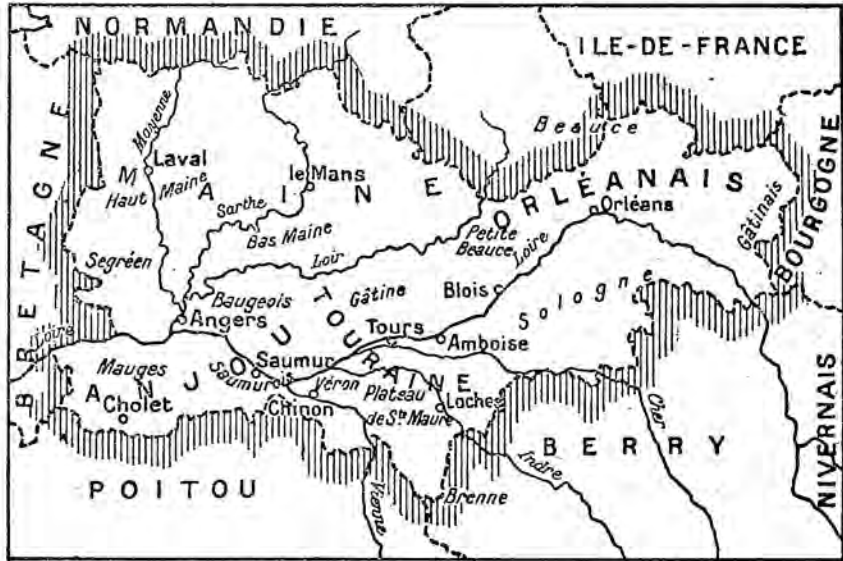 NORMANDIE
ILE-DE-FRANCE
BRETAGNE
Mayenne
Beauce
Laval
le Mans
MAINE
Haut Maine
Sarthe
ORLÉANAIS
Orléans
Bas Maine
Gâtinais
BOURGOGNE
Petite
Beauce
Loire
Segréen
Loir
Baugeois
Gâtine
Blois
Sologne
Angers
Tours
Amboise
Loire
TOURAINE
ANJOU
Mauges
Saumur
Saumurois
Véron
Plateau
de Ste Maure
Loches
Cholet
Chinon
BERRY
Cher
Indre
NIVERNAIS
POITOU
Vienne
Brenne